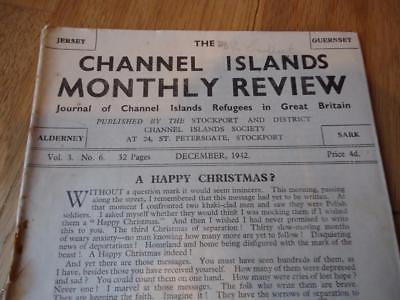 JERSEY
THE
GUERNSEY
CHANNEL ISLANDS
MONTHLY REVIEW
Journal of Channel Islands Refugees in Great Britain
PUBLISHED BY THE STOCKPORT AND DISTRICT
CHANNEL ISLANDS SOCIETY
ALDERNEY
AT 24, ST. PETERSGATE, STOCKPORT
SARK
Vol. 3. No. 6. 32 Pages DECEMBER, 1942. Price 4d.
A HAPPY CHRISTMAS?
WITHOUT a question mark it would seem insincere. This morning, passing
along the street, I remembered that this message had yet to be written. At
that moment I confronted two khaki-clad men and saw they were Polish
soldiers. I asked myself whether they would think I was mocking them if I wished
them a "Happy Christmas." And then I wished I had never promised to write
this to you. The third Christmas of separation! Thirty slow-moving months
of weary anxiety—no man knowing how many more are yet to follow! Disquieting
news of deportations! Homeland and home being disfigured with the mark of the
beast! A Happy Christmas indeed!
And yet there are those messages. You must have seen hundreds of them, as
I have, besides those you have received yourself. How many of them were depressed
and sad? You could count them on one hand. How many were cries of lost hope?
Never one! I marvel at those messages. The folk who
are keeping the faith. Imagine it! They are